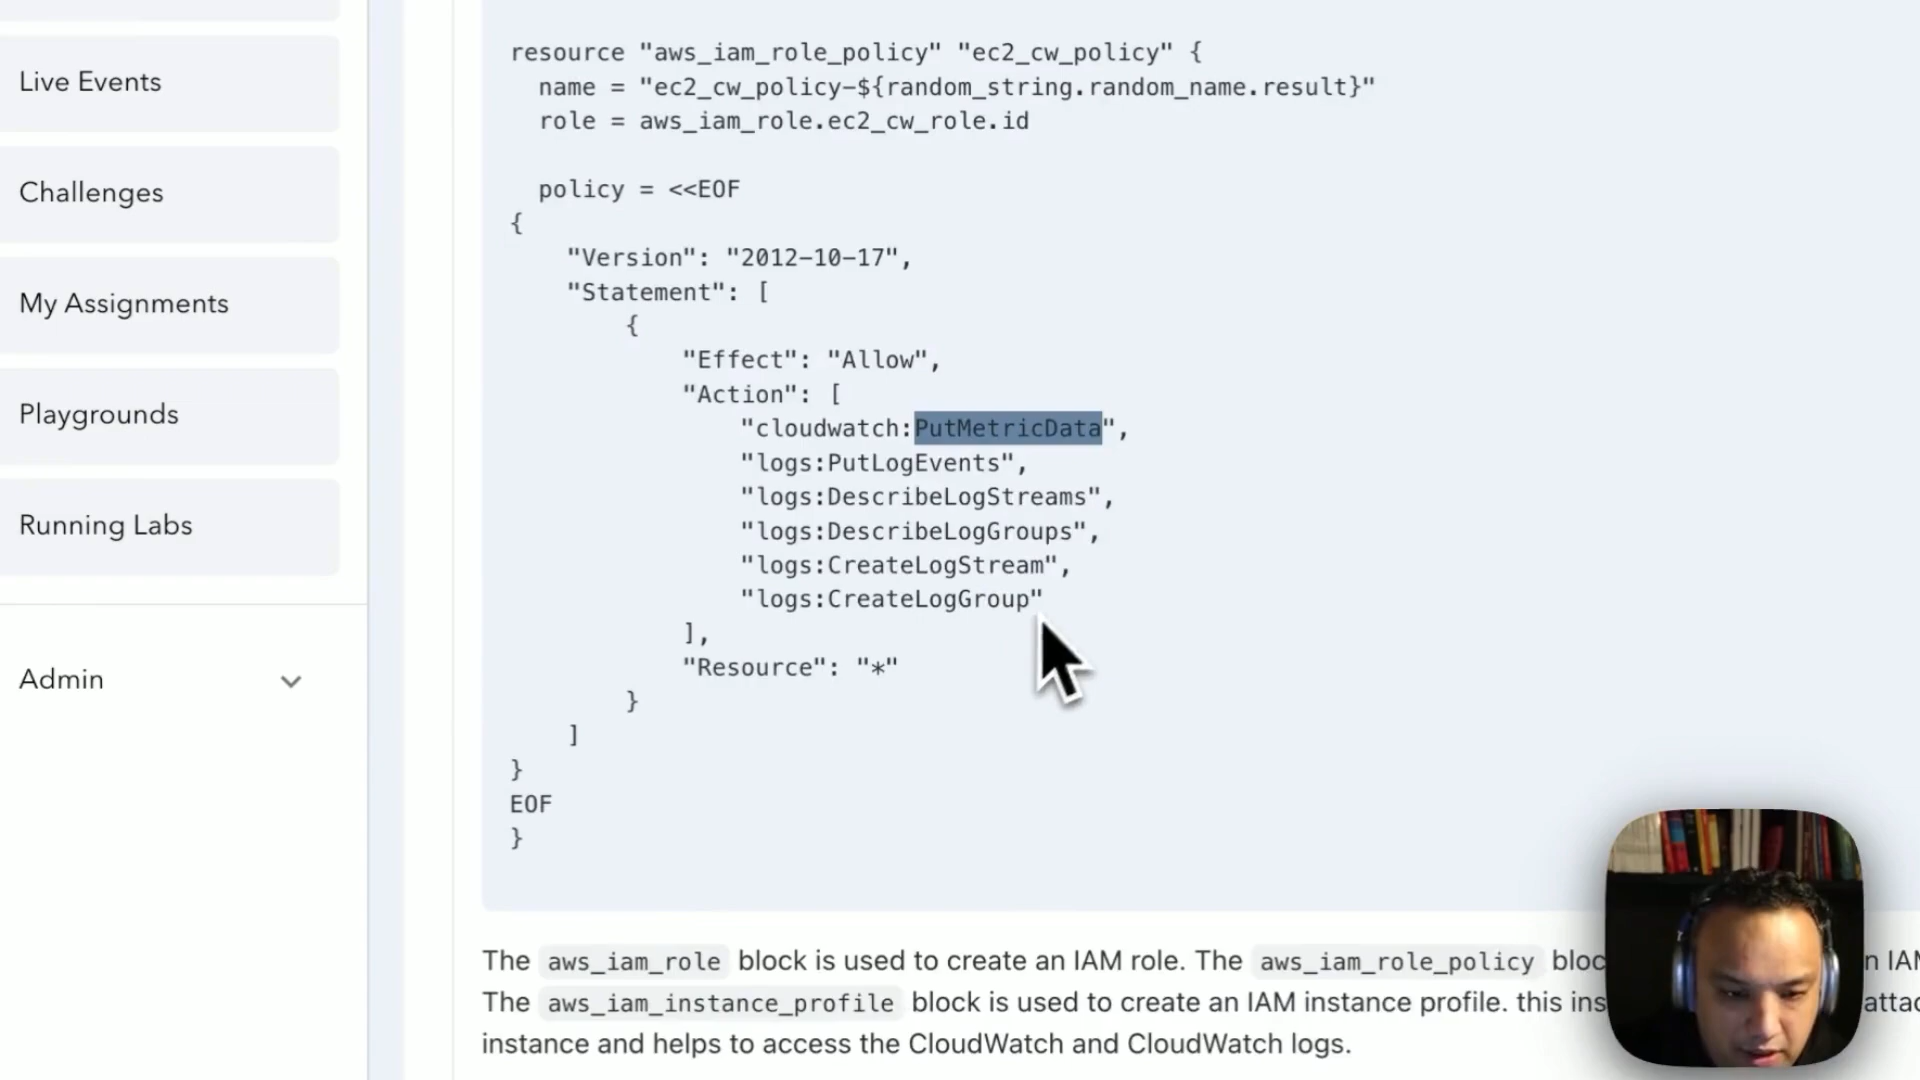 Live Events
Challenges
My Assignments
Playgrounds
Running Labs
Admin
resource "aws_iam_role_policy" "ec2_cw_policy" {
  name = "ec2_cw_policy-${random_string.random_name.result}"
  role = aws_iam_role.ec2_cw_role.id
  policy = <<EOF
{
    "Version": "2012-10-17",
    "Statement": [
        {
            "Effect": "Allow",
            "Action": [
                "cloudwatch:PutMetricData",
                "logs:PutLogEvents",
                "logs:DescribeLogStreams",
                "logs:DescribeLogGroups",
                "logs:CreateLogStream",
                "logs:CreateLogGroup"
            ],
            "Resource": "*"
        }
    ]
}
EOF
}
The aws_iam_role block is used to create an IAM role. The aws_iam_role_policy
The aws_iam_instance_profile block is used to create an IAM instance profile. this
instance and helps to access the CloudWatch and CloudWatch logs.